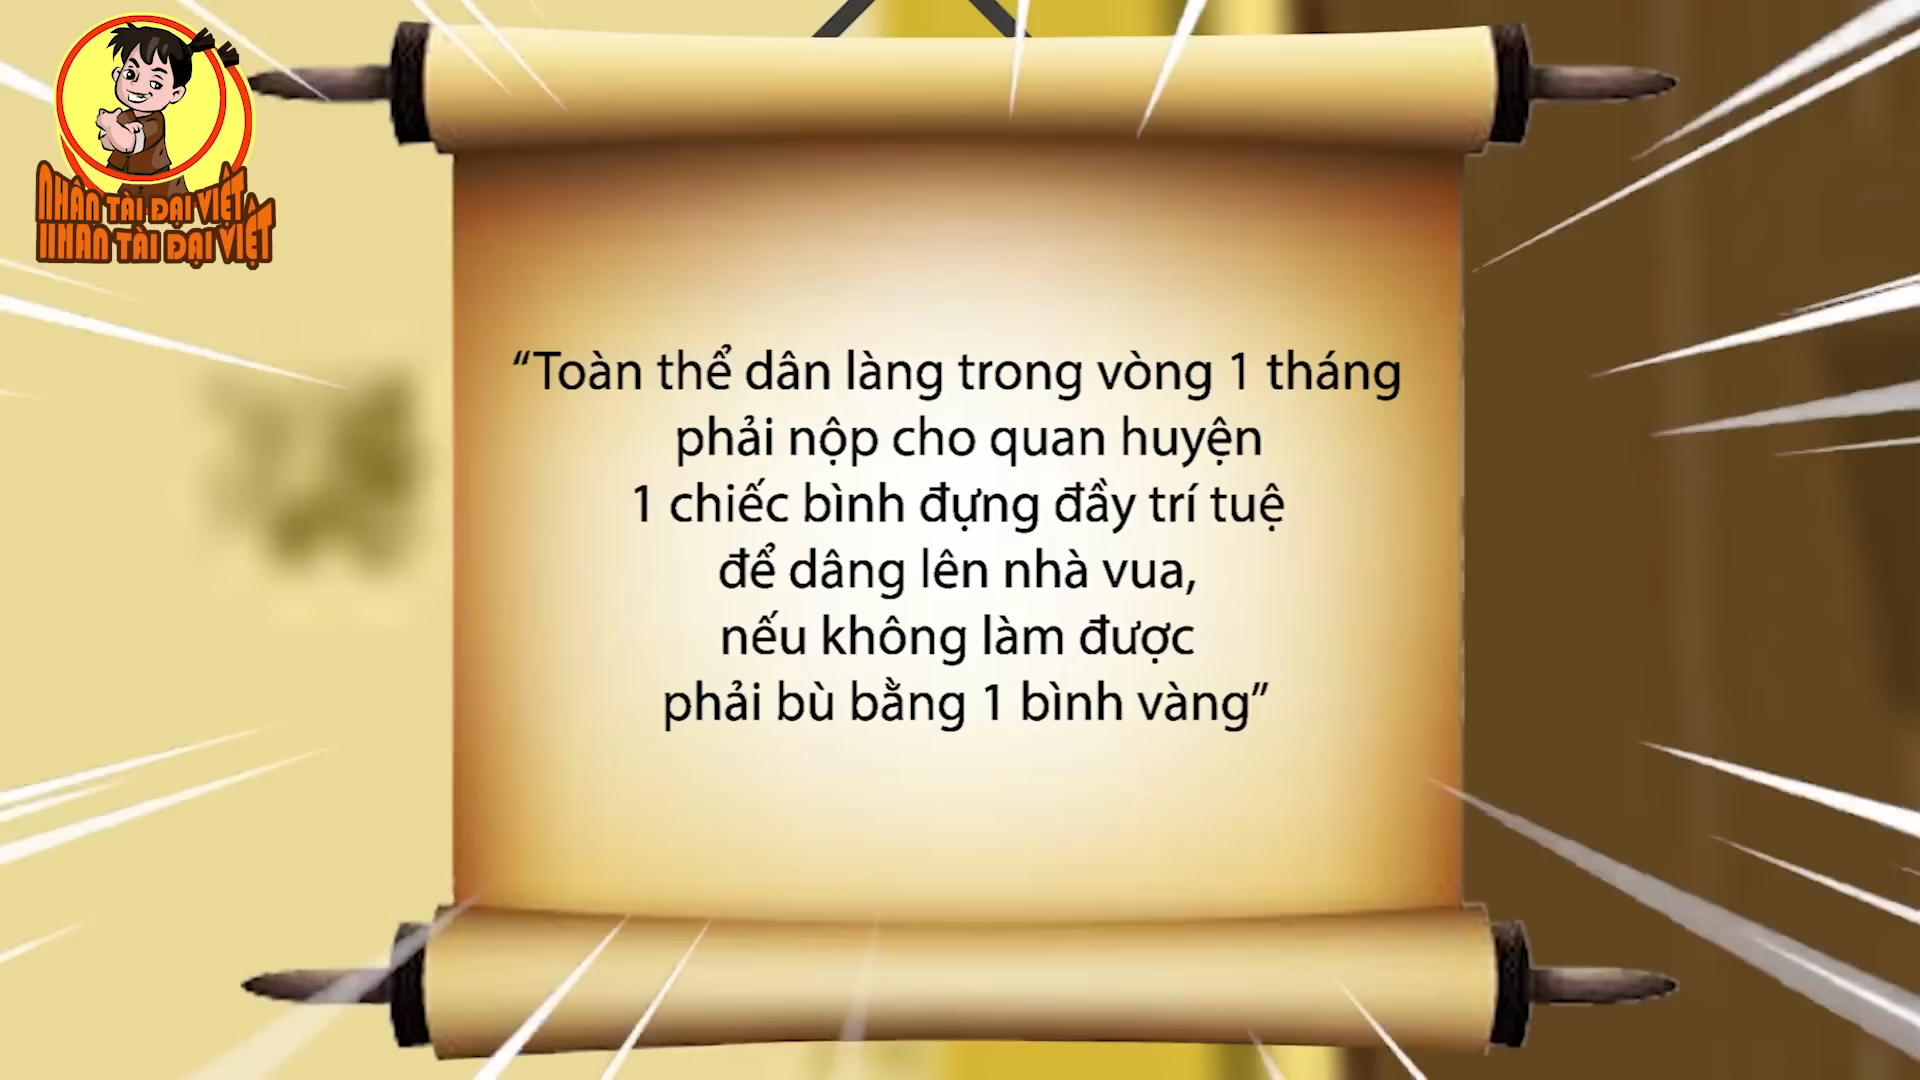 NHÂN TÀI ĐẠI VIỆT
NHÂN TÀI ĐẠI VIỆT
“Toàn thể dân làng trong vòng 1 tháng
phải nộp cho quan huyện
1 chiếc bình đựng đầy trí tuệ
để dâng lên nhà vua,
nếu không làm được
phải bù bằng 1 bình vàng”